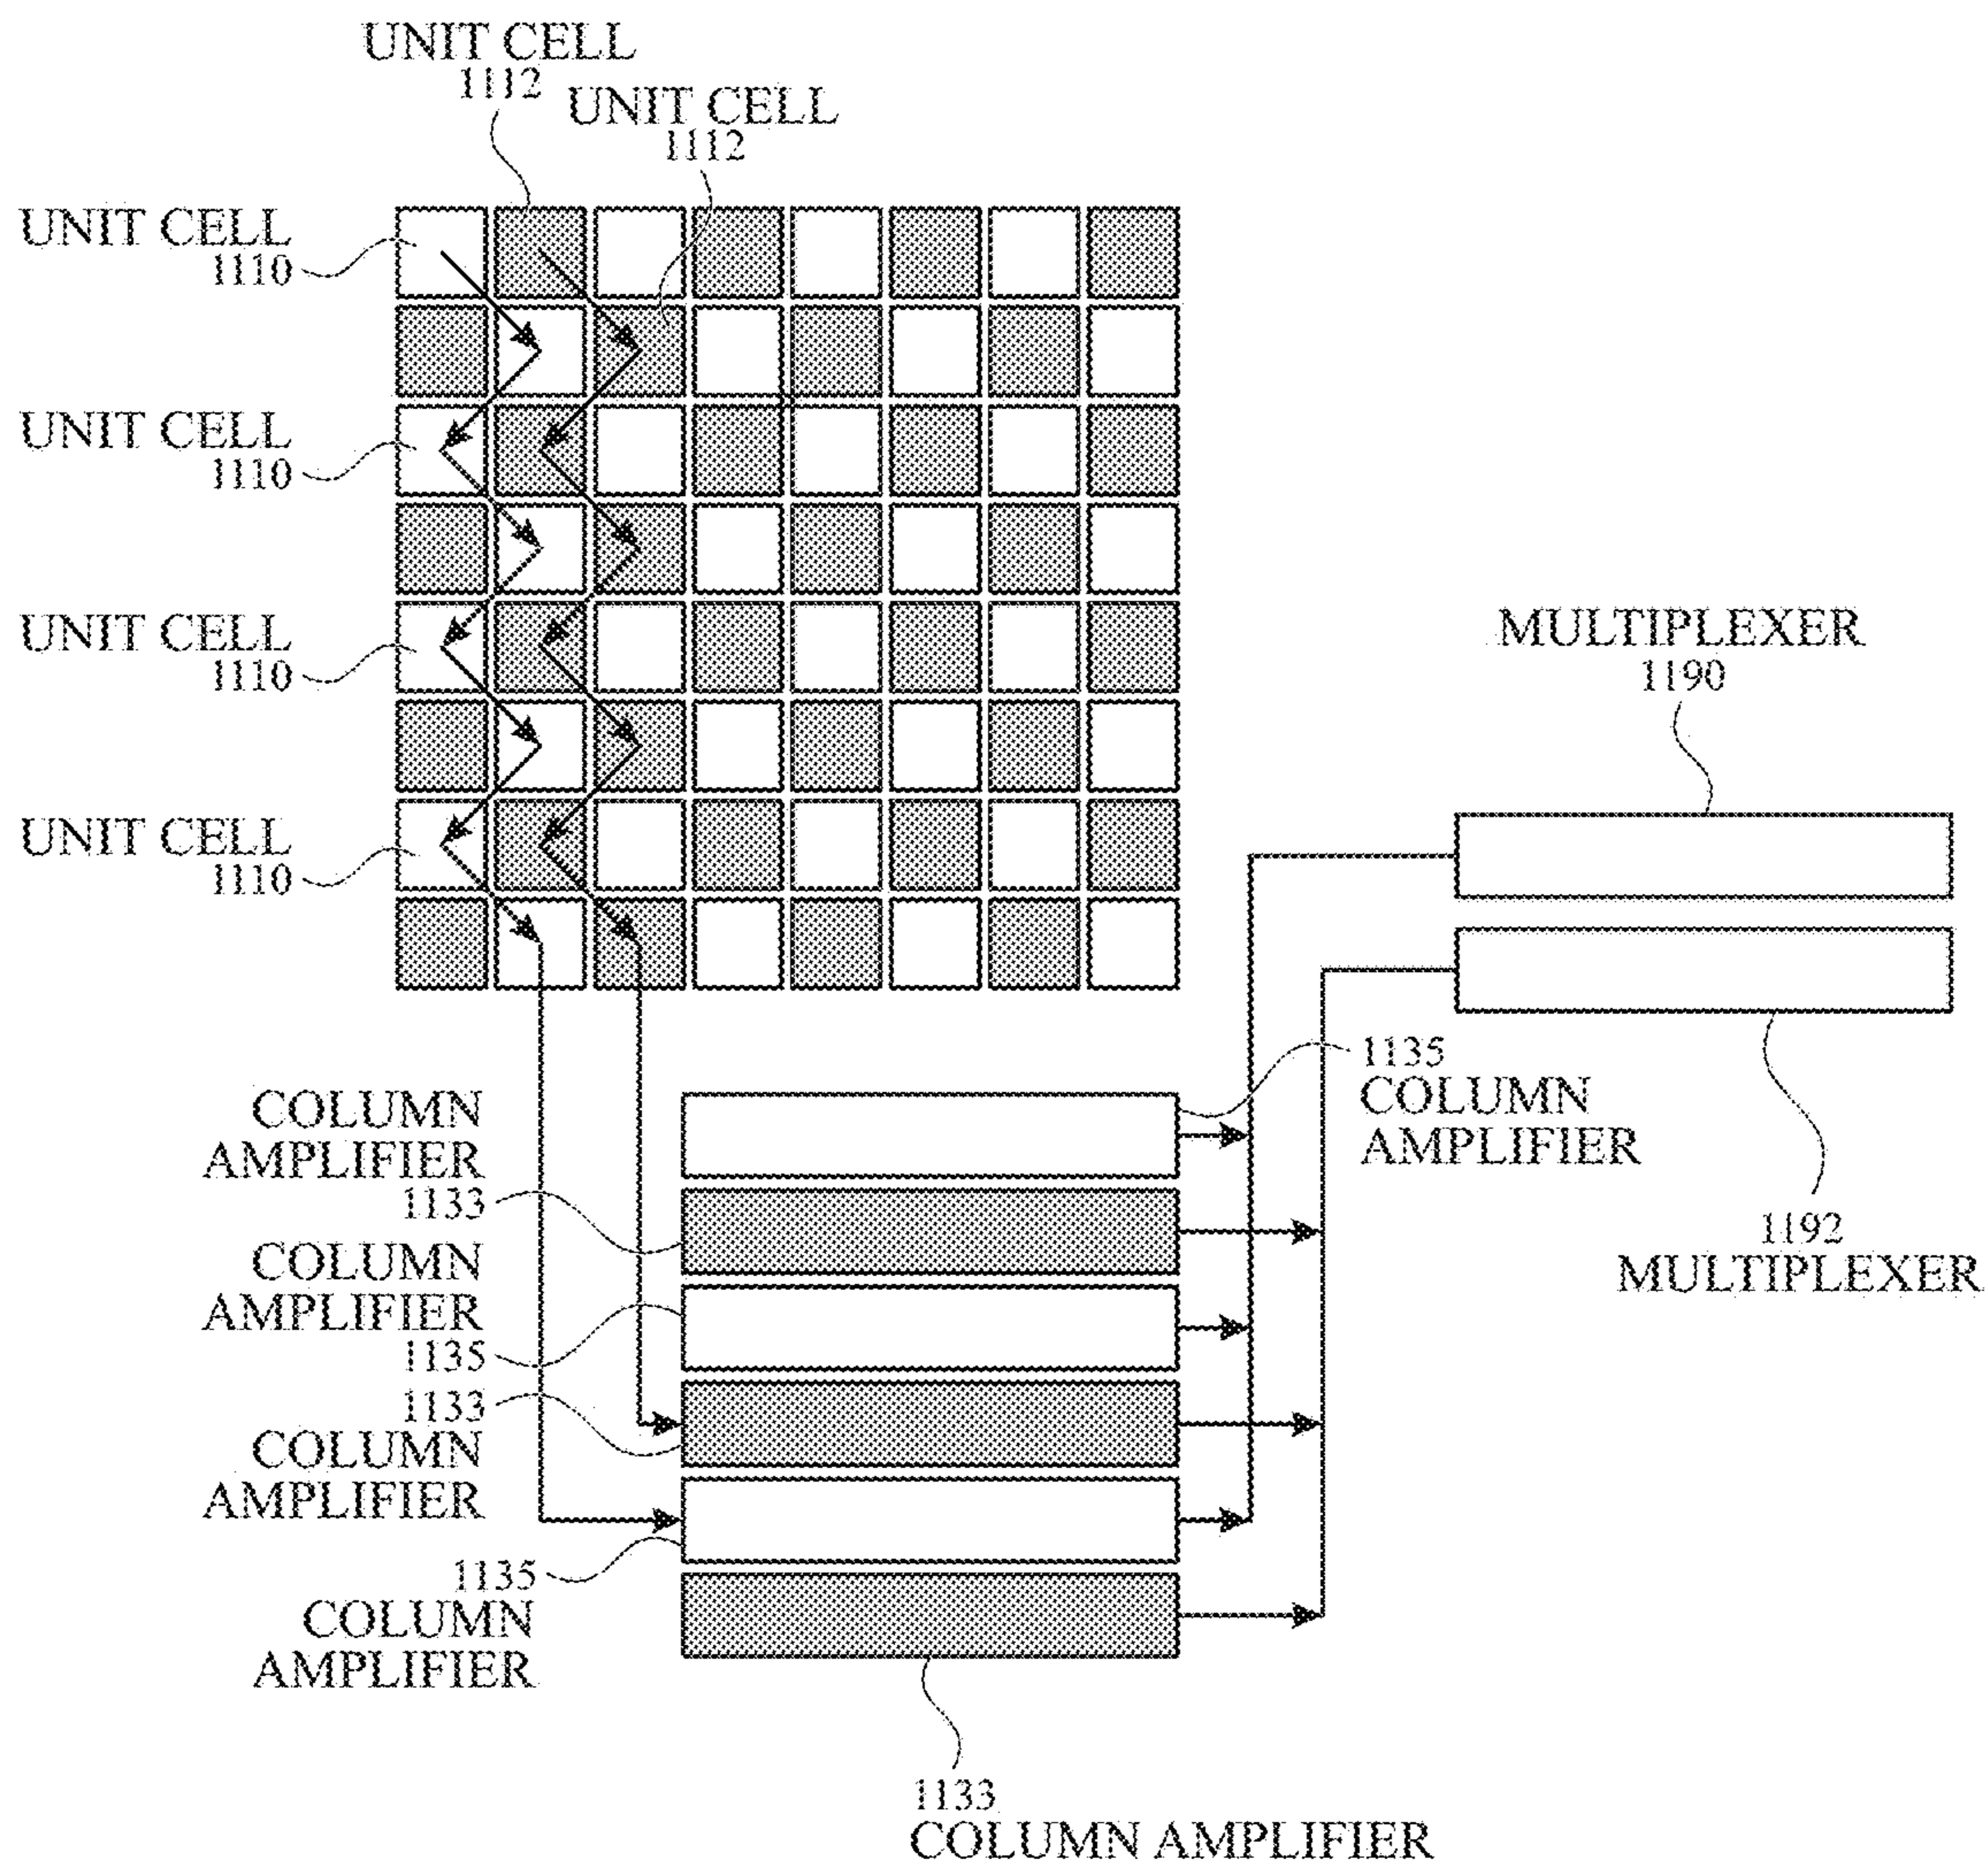 UNIT CELL
1112
UNIT CELL
1112
UNIT CELL
1110
UNIT CELL
1110
UNIT CELL
1110
UNIT CELL
1110
MULTIPLEXER
1190
1192
MULTIPLEXER
1135
COLUMN
AMPLIFIER
COLUMN
AMPLIFIER
1133
COLUMN
AMPLIFIER
1135
1133
COLUMN
AMPLIFIER
1135
COLUMN
AMPLIFIER
1133
COLUMN AMPLIFIER